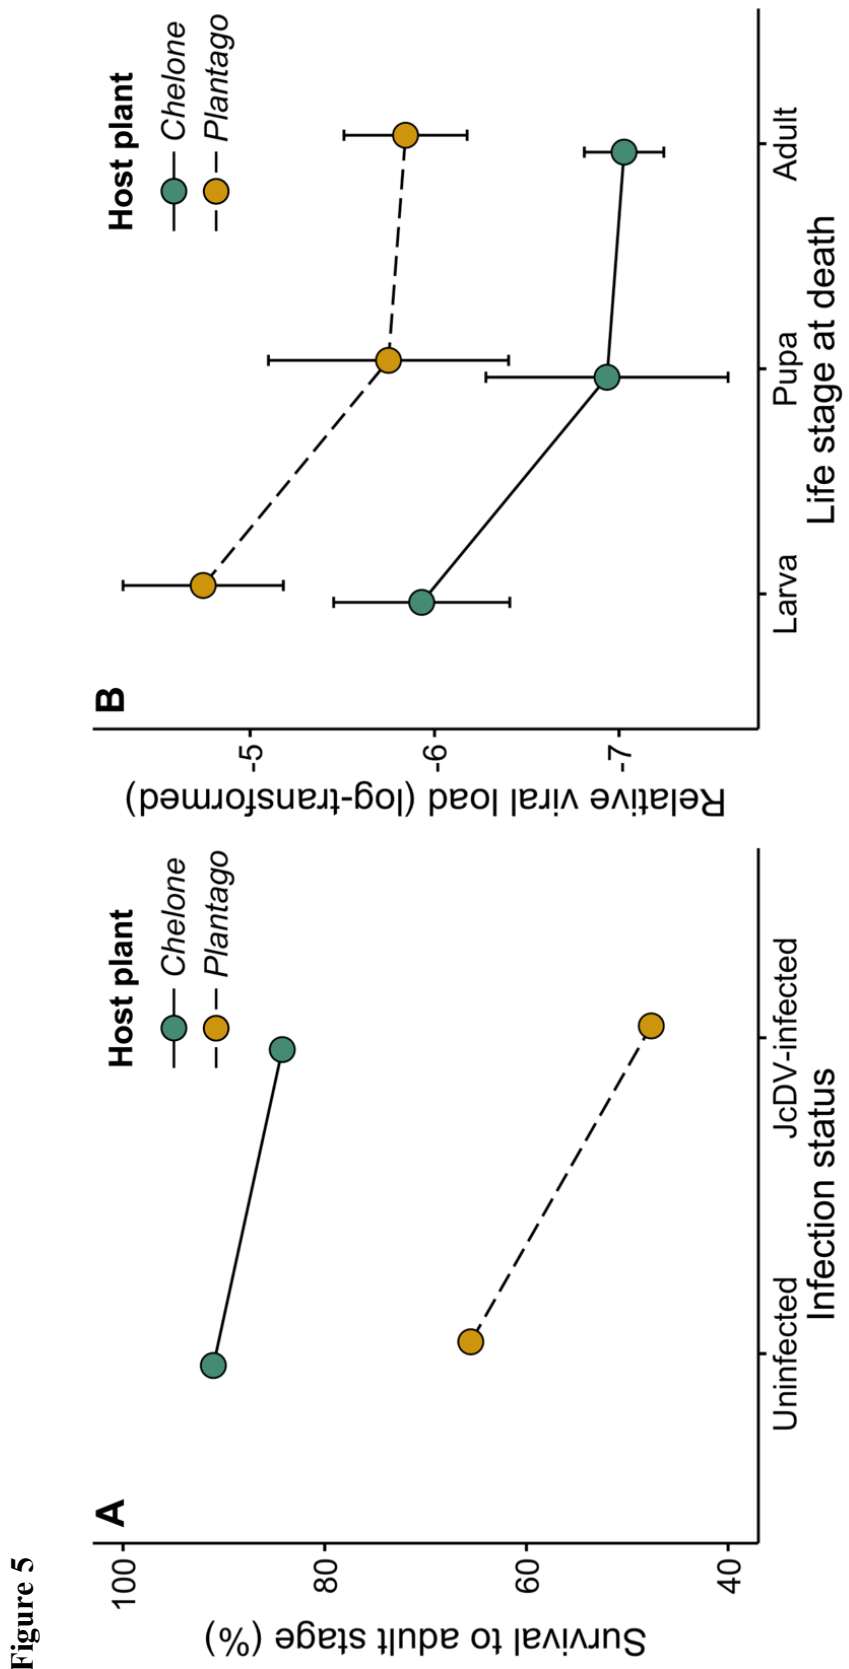 Figure 5
A
Survival to adult stage (%)
100
80
60
40
Host plant
Chelone
Plantago
Uninfected
JcDV-infected
Infection status
B
Relative viral load (log-transformed)
-5
-6
-7
Host plant
Chelone
Plantago
Larva
Pupa
Adult
Life stage at death